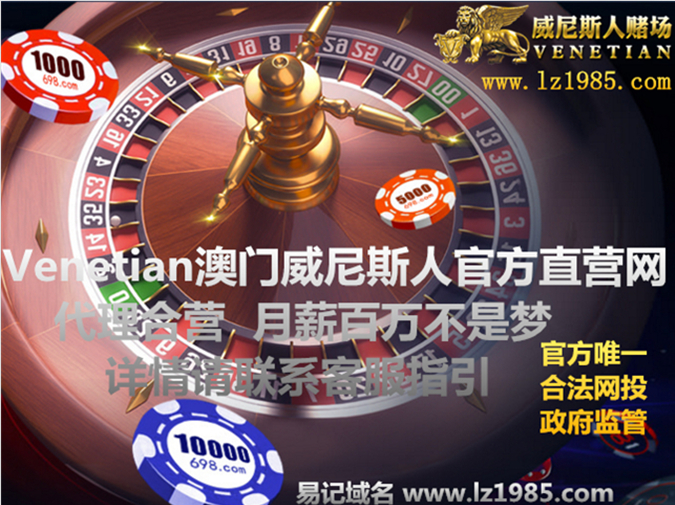 威尼斯人赌场
VENETIAN
www.lz1985.com
1000
698.com
5000
Venetian澳门威尼斯人官方直营网
代理合营 月薪百万不是梦
详情请联系客服指引
官方唯一
合法网投
政府监管
10000
698.com
易记域名 www.lz1985.com